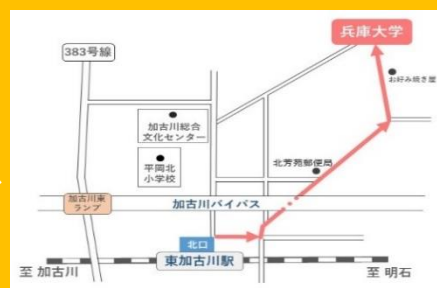 兵庫大学
383号線
お好み焼き屋
加古川総合
文化センター
平岡北
小学校
北芳苑郵便局
加古川東
ランプ
加古川バイパス
北口
東加古川駅
至 加古川
至 明石